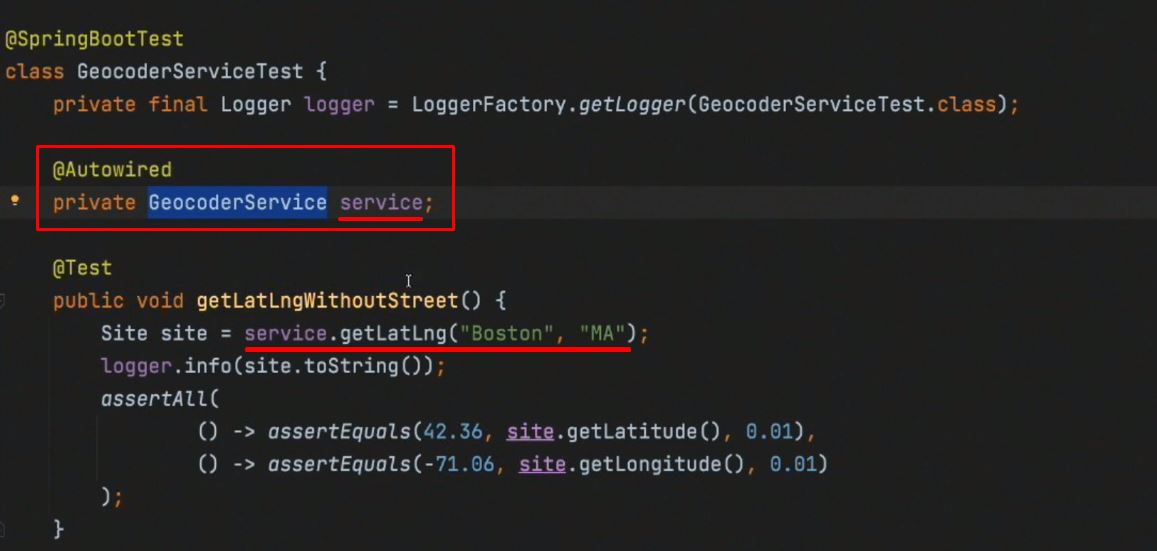 @SpringBootTest
class GeocoderServiceTest {
private final Logger logger = LoggerFactory.getLogger(GeocoderServiceTest.class);
@Autowired
private GeocoderService service;
@Test
public void getLatLngWithoutStreet() {
Site site = service.getLatLng("Boston", "MA");
logger.info(site.toString());
assertAll(
() -> assertEquals(42.36, site.getLatitude(), 0.01),
() -> assertEquals(-71.06, site.getLongitude(), 0.01)
);
}